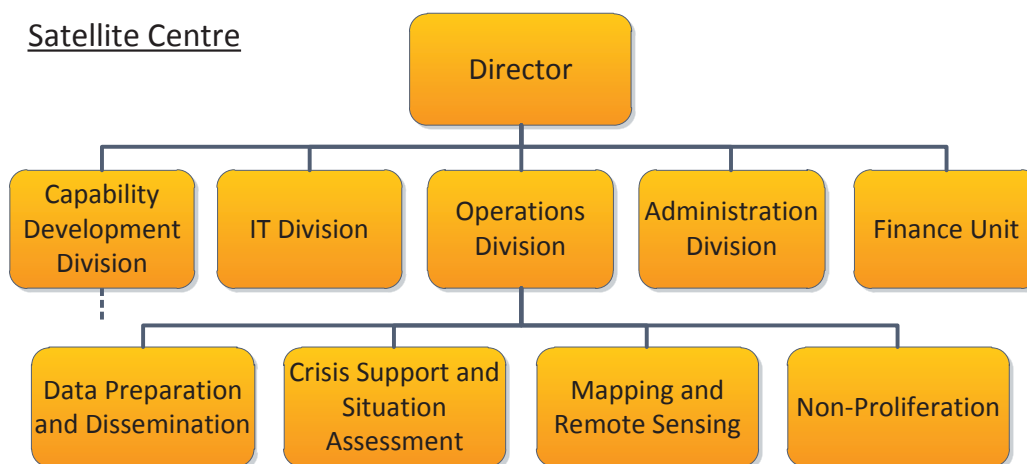 Satellite Centre
Director
Capability
Development
Division
IT Division
Operations
Division
Administration
Division
Finance Unit
Data Preparation
and Dissemination
Crisis Support and
Situation
Assessment
Mapping and
Remote Sensing
Non-Proliferation